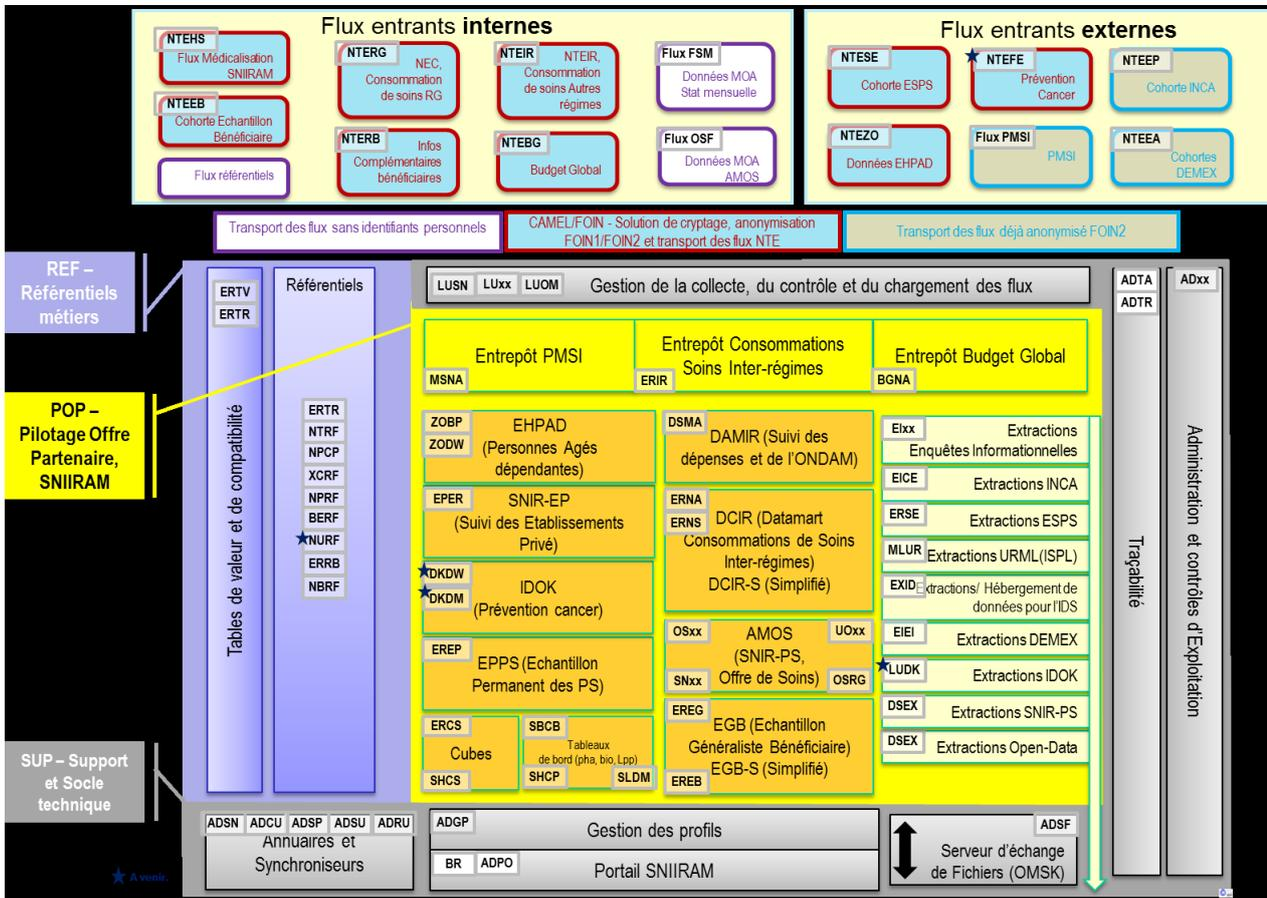 Flux entrants internes
NTEHS
Flux Médicalisation
SNIIRAM
NTEEB
Cohorte Echantillon
Bénéficiaire
Flux référentiels
NTERG
NEC,
Consommation
de soins RG
NTERB
Infos
Complémentaires
bénéficiaires
NTEIR
NTEIR,
Consommation
de soins Autres
régimes
NTEBG
Budget Global
Flux FSM
Données MOA
Stat mensuelle
Flux OSF
Données MOA
AMOS
Flux entrants externes
NTESE
Cohorte ESPS
NTEFE
Prévention
Cancer
NTEEP
Cohorte INCA
NTEZO
Données EHPAD
Flux PMSI
PMSI
NTEEA
Cohortes
DEMEX
Transport des flux sans identifiants personnels
CAMEL/FOIN - Solution de cryptage, anonymisation
FOIN1/FOIN2 et transport des flux NTE
Transport des flux déjà anonymisé FOIN2
REF –
Référentiels
métiers
POP –
Pilotage Offre
Partenaire,
SNIIRAM
SUP – Support
et Socle
technique
A venir.
ERTV
ERTR
Tables de valeur et de compatibilité
Référentiels
ERTR
NTRF
NPCP
XCRF
NPRF
BERF
NURF
ERRB
NBRF
LUSN
LUxx
LUOM
Gestion de la collecte, du contrôle et du chargement des flux
Entrepôt PMSI
MSNA
Entrepôt Consommations
Soins Inter-régimes
ERIR
Entrepôt Budget Global
BGNA
ZOBP
ZODW
EHPAD
(Personnes Agés
dépendantes)
EPER
SNIR-EP
(Suivi des Etablissements
Privé)
DKDW
DKDM
IDOK
(Prévention cancer)
EREP
EPPS (Echantillon
Permanent des PS)
ERCS
Cubes
SHCS
SBCB
Tableaux
de bord (pha, bio, Lpp)
SHCP
SLDM
DSMA
DAMIR (Suivi des
dépenses et de l'ONDAM)
ERNA
ERNS
DCIR (Datamart
Consommations de Soins
Inter-régimes)
DCIR-S (Simplifié)
OSxx
UOxx
AMOS
(SNIR-PS,
Offre de Soins)
SNxx
OSRG
EREG
EGB (Echantillon
Généraliste Bénéficiaire)
EGB-S (Simplifié)
EREB
EIxx
Extractions
Enquêtes Informationnelles
EICE
Extractions INCA
ERSE
Extractions ESPS
MLUR
Extractions URML(ISPL)
EXID
Extractions/ Hébergement de
données pour l'IDS
EIEI
Extractions DEMEX
LUDK
Extractions IDOK
DSEX
Extractions SNIR-PS
DSEX
Extractions Open-Data
ADTA
ADTR
Traçabilité
ADxx
Administration et contrôles d'Exploitation
ADSN
ADCU
ADSP
ADSU
ADRU
Annuaires et
Synchroniseurs
ADGP
Gestion des profils
BR
ADPO
Portail SNIIRAM
ADSF
Serveur d'échange
de Fichiers (OMSK)